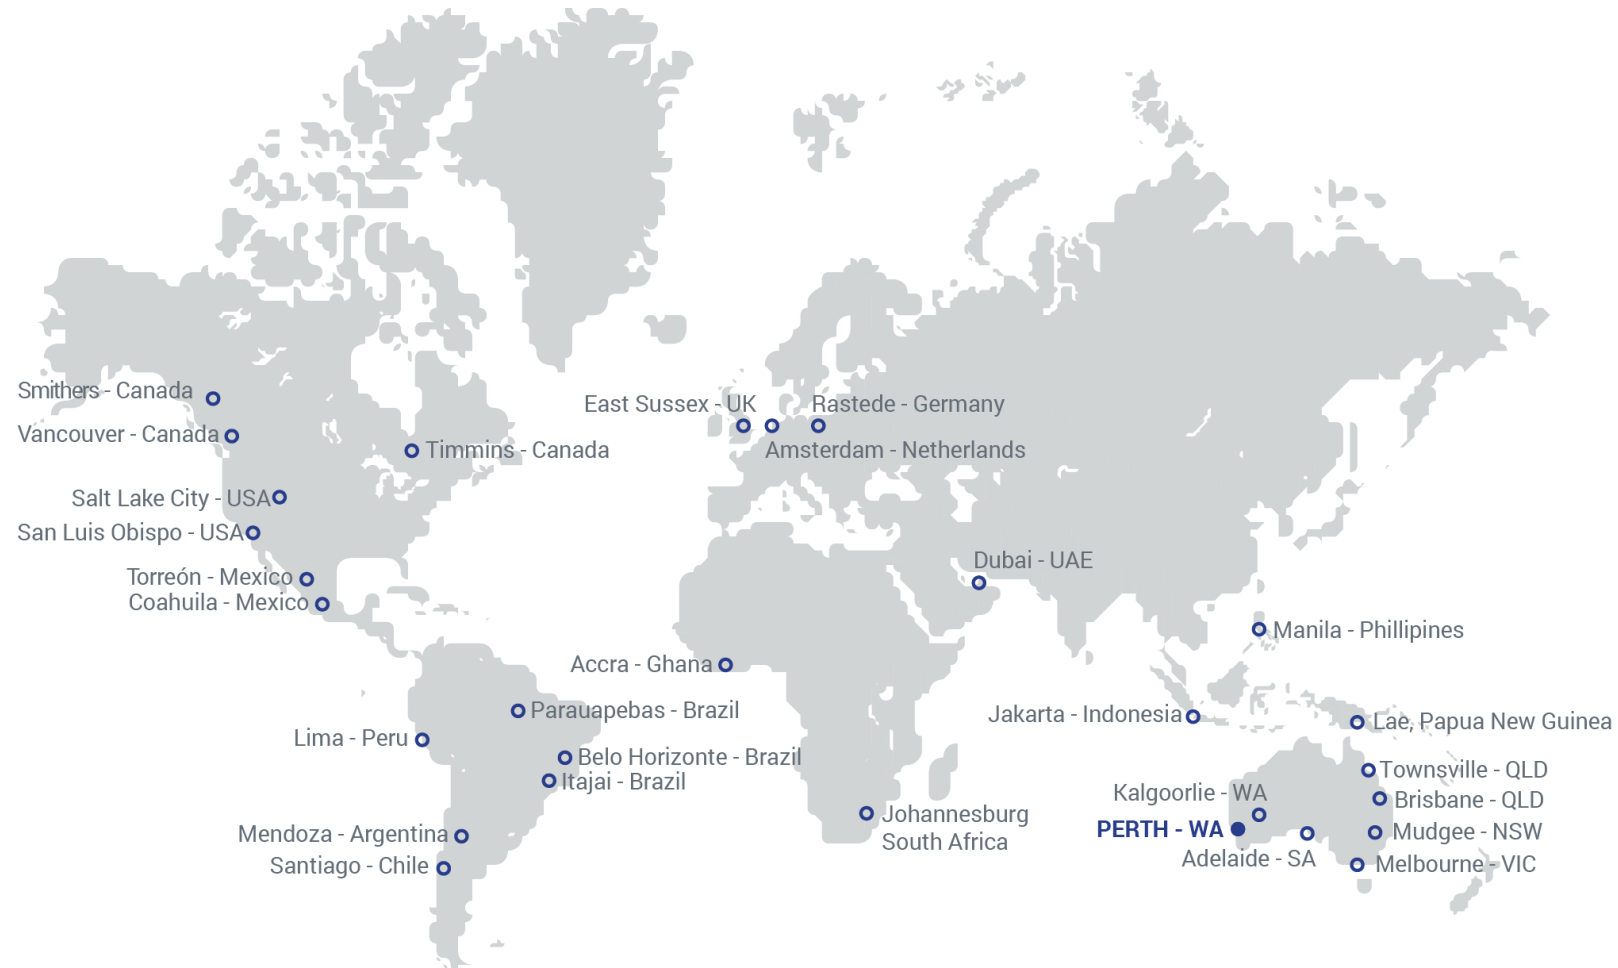 Smithers - Canada
Vancouver - Canada
Timmins - Canada
Salt Lake City - USA
San Luis Obispo - USA
Torreón - Mexico
Coahuila - Mexico
East Sussex - UK
Rastede - Germany
Amsterdam - Netherlands
Dubai - UAE
Manila - Phillipines
Accra - Ghana
Parauapebas - Brazil
Lima - Peru
Belo Horizonte - Brazil
Itajai - Brazil
Mendoza - Argentina
Santiago - Chile
Johannesburg
South Africa
Jakarta - Indonesia
Lae, Papua New Guinea
Townsville - QLD
Kalgoorlie - WA
Brisbane - QLD
PERTH - WA
Mudgee - NSW
Adelaide - SA
Melbourne - VIC